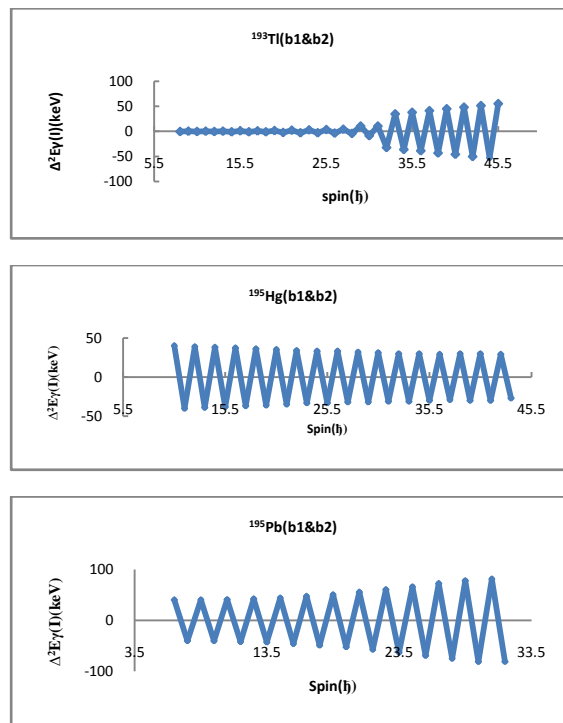 ¹⁹³Tl(b1&b2)
Δ²Eγ(I)(keV)
100
50
0
-50
-100
5.5 15.5 25.5 35.5 45.5
spin(ħ)
¹⁹⁵Hg(b1&b2)
Δ²Eγ(I)(keV)
50
0
-50
5.5 15.5 25.5 35.5 45.5
Spin(ħ)
¹⁹⁵Pb(b1&b2)
Δ²Eγ(I)(keV)
100
0
-100
3.5 13.5 23.5 33.5
Spin(ħ)